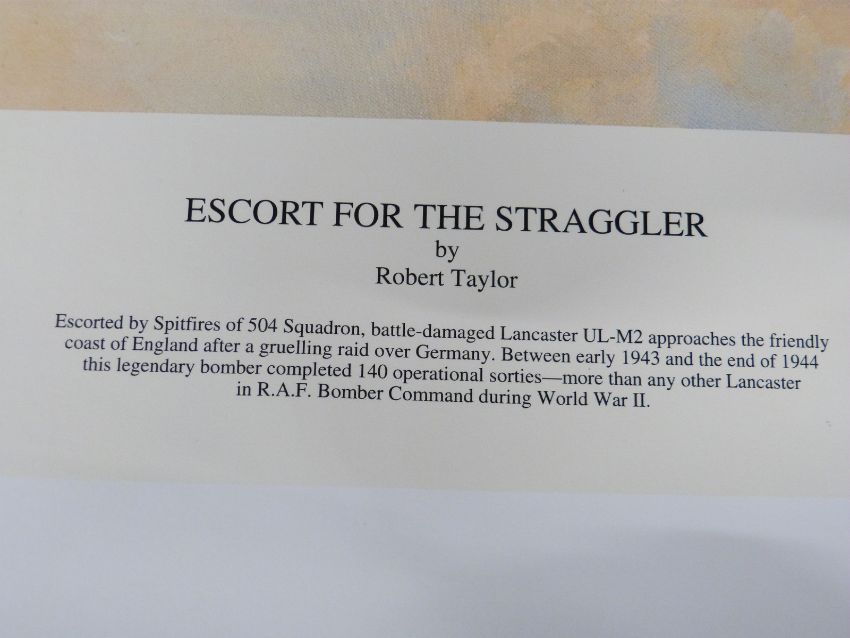 ESCORT FOR THE STRAGGLER
by
Robert Taylor
Escorted by Spitfires of 504 Squadron, battle-damaged Lancaster UL-M2 approaches the friendly
coast of England after a gruelling raid over Germany. Between early 1943 and the end of 1944
this legendary bomber completed 140 operational sorties—more than any other Lancaster
in R.A.F. Bomber Command during World War II.